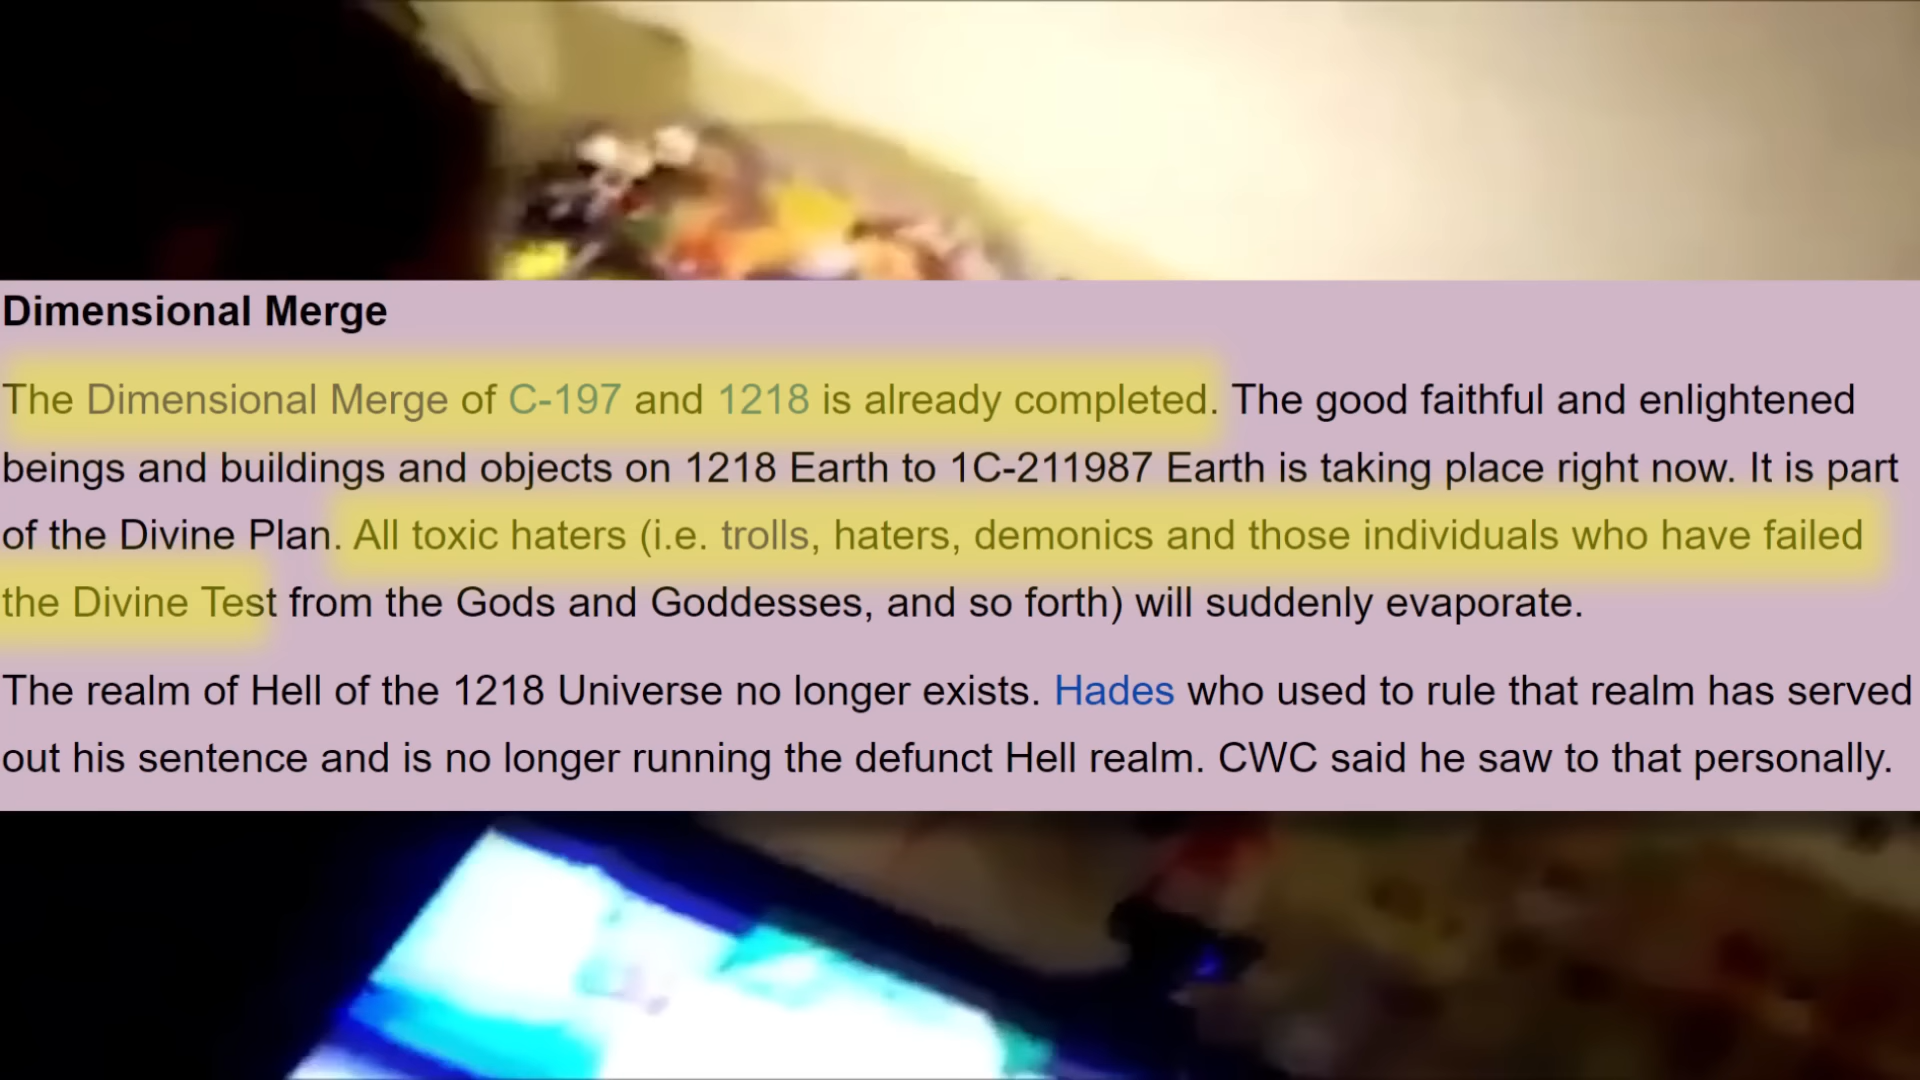 Dimensional Merge
The Dimensional Merge of C-197 and 1218 is already completed. The good faithful and enlightened
beings and buildings and objects on 1218 Earth to 1C-211987 Earth is taking place right now. It is part
of the Divine Plan. All toxic haters (i.e. trolls, haters, demonics and those individuals who have failed
the Divine Test from the Gods and Goddesses, and so forth) will suddenly evaporate.
The realm of Hell of the 1218 Universe no longer exists. Hades who used to rule that realm has served
out his sentence and is no longer running the defunct Hell realm. CWC said he saw to that personally.